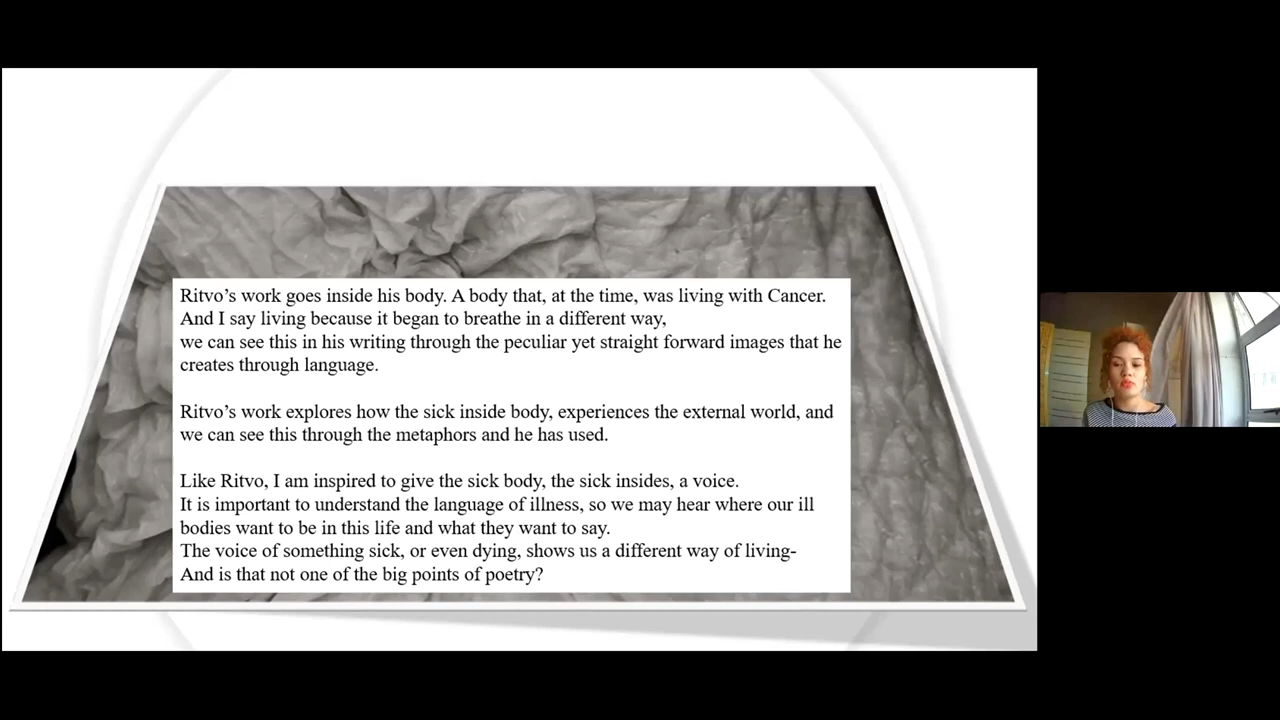 Ritvo’s work goes inside his body. A body that, at the time, was living with Cancer.
And I say living because it began to breathe in a different way,
we can see this in his writing through the peculiar yet straight forward images that he
creates through language.
Ritvo’s work explores how the sick inside body, experiences the external world, and
we can see this through the metaphors and he has used.
Like Ritvo, I am inspired to give the sick body, the sick insides, a voice.
It is important to understand the language of illness, so we may hear where our ill
bodies want to be in this life and what they want to say.
The voice of something sick, or even dying, shows us a different way of living-
And is that not one of the big points of poetry?